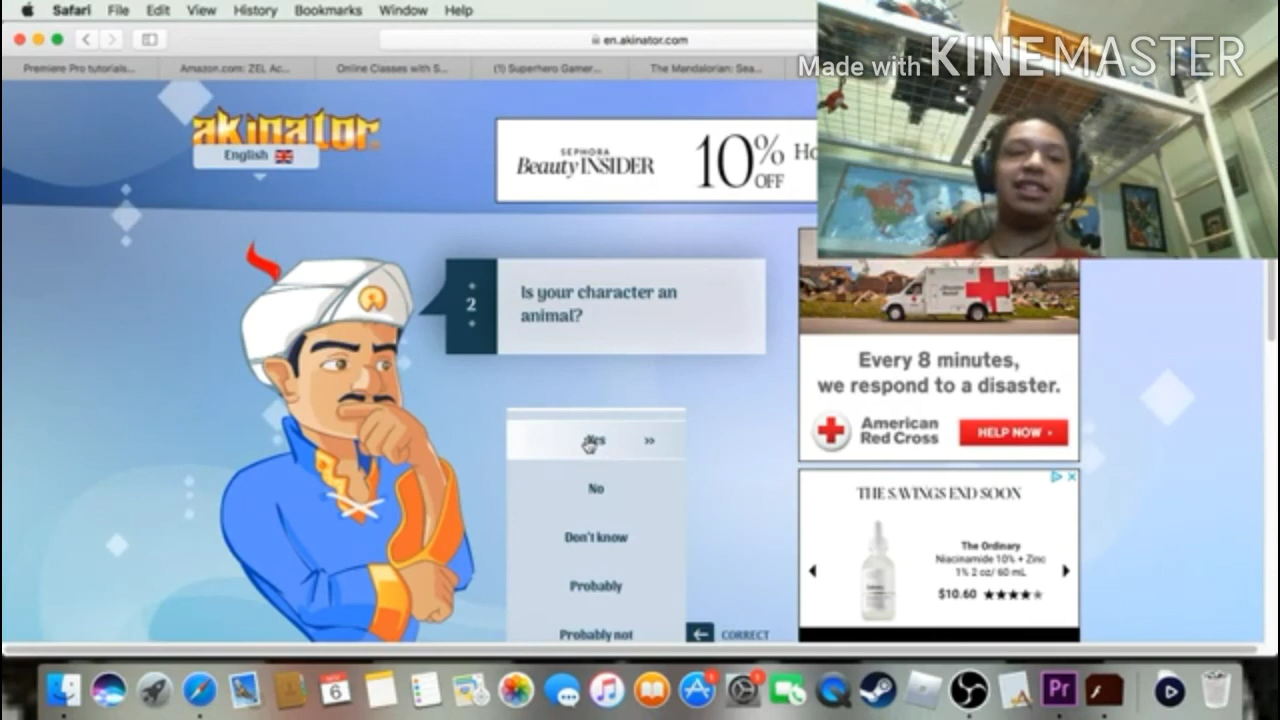 Safari File Edit View History Bookmarks Window Help
en.akinator.com
Premiere Pro tutorials... Amazon.com: ZEL Ac... Online Classes with S... (1) Superhero Gamer... The Mandalorian: Sea...
Made with KINEMASTER
akinator
English
SEPHORA
Beauty INSIDER
10% OFF
2
Is your character an
animal?
Yes
No
Don't know
Probably
Probably not
CORRECT
Every 8 minutes,
we respond to a disaster.
American
Red Cross
HELP NOW
THE SAVINGS END SOON
The Ordinary
Niacinamide 10% + Zinc
1% 2 oz/ 60 mL
$10.60
6
Pr